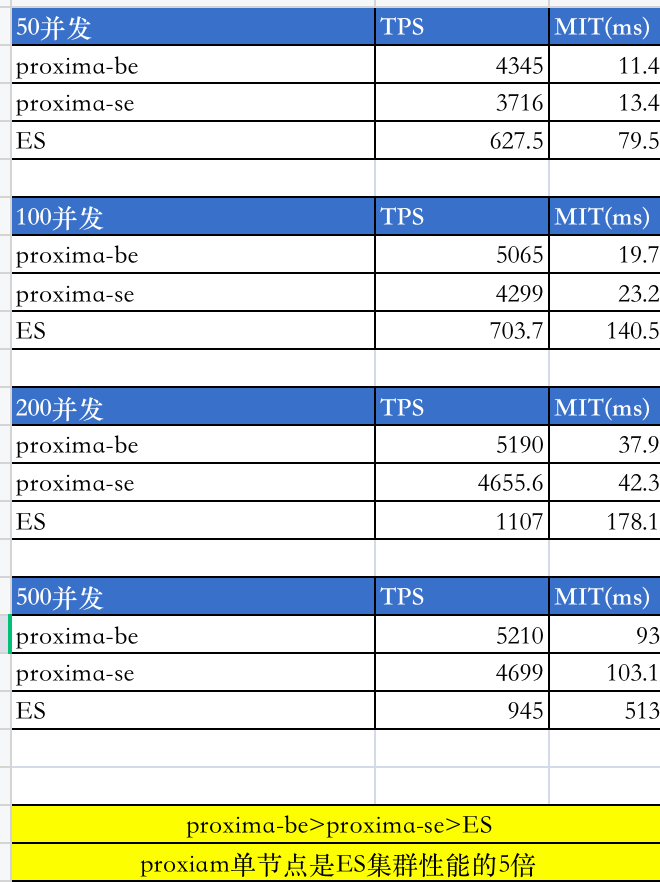 50并发 TPS MIT(ms)
proxima-be 4345 11.4
proxima-se 3716 13.4
ES 627.5 79.5
100并发 TPS MIT(ms)
proxima-be 5065 19.7
proxima-se 4299 23.2
ES 703.7 140.5
200并发 TPS MIT(ms)
proxima-be 5190 37.9
proxima-se 4655.6 42.3
ES 1107 178.1
500并发 TPS MIT(ms)
proxima-be 5210 93
proxima-se 4699 103.1
ES 945 513
proxima-be>proxima-se>ES
proxiam单节点是ES集群性能的5倍